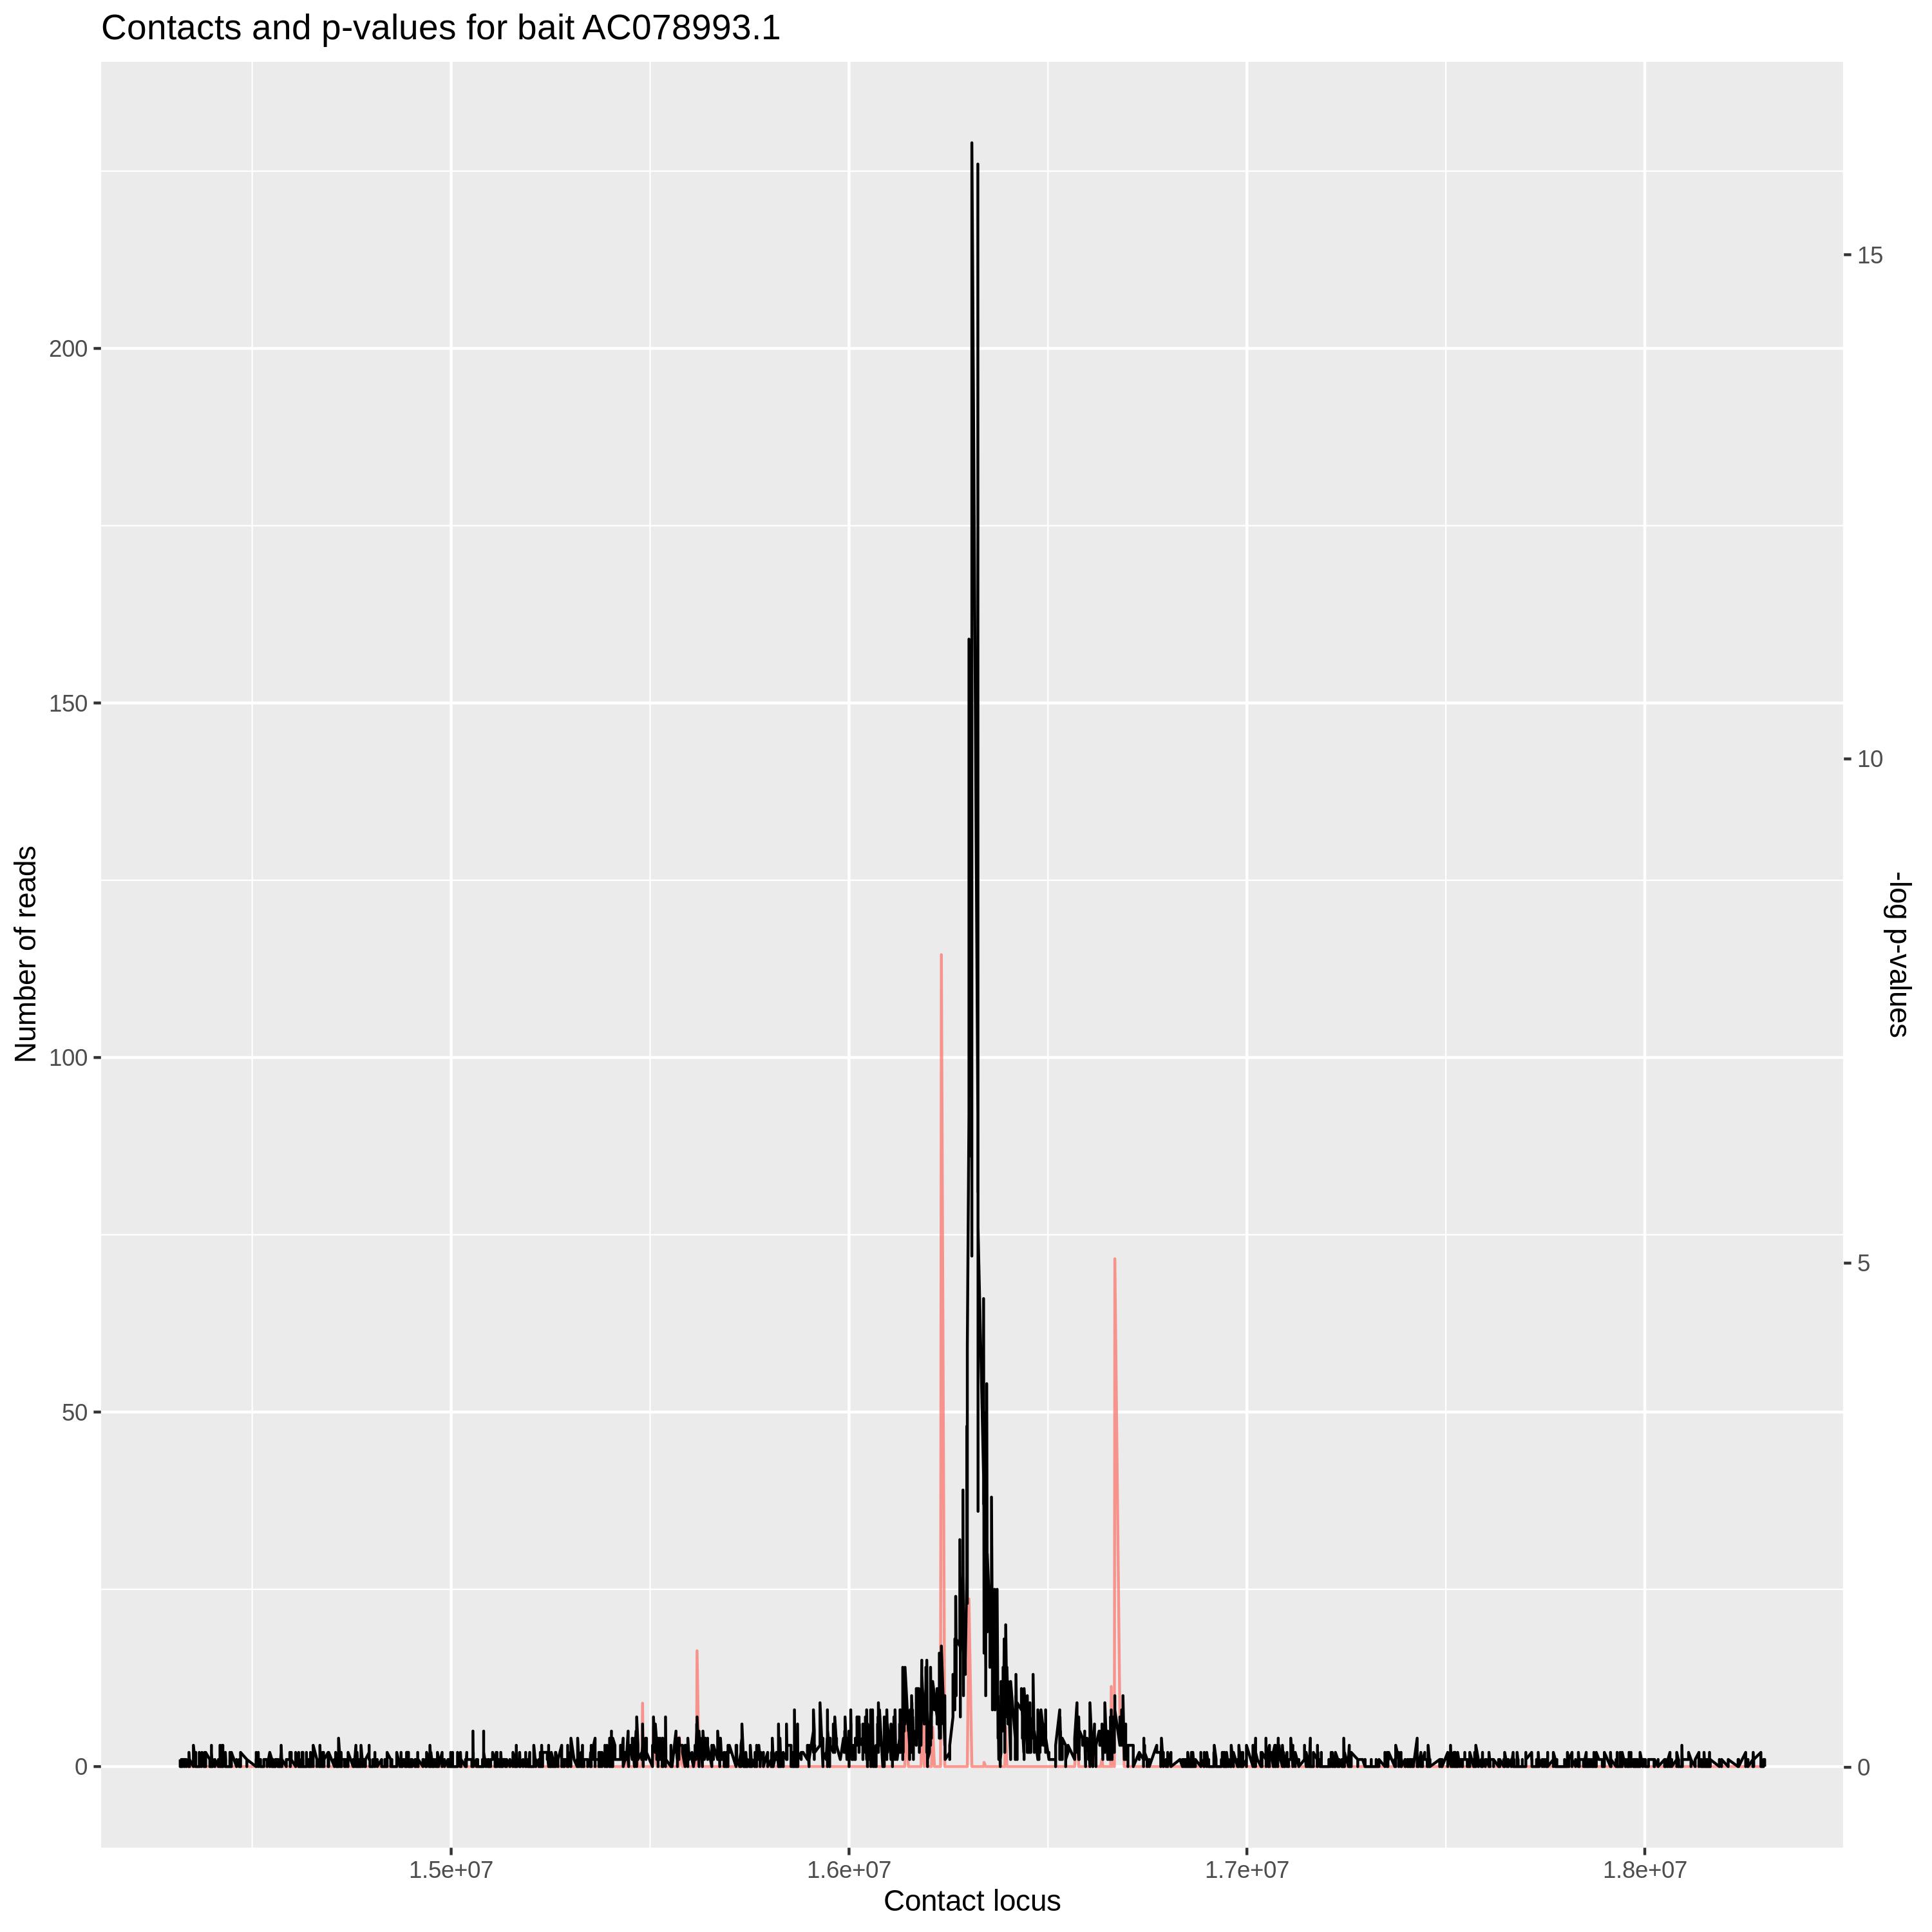 Contacts and p-values for bait AC078993.1
Number of reads
200
150
100
50
0
15
10
5
0
-log p-values
1.5e+07 1.6e+07 1.7e+07 1.8e+07
Contact locus